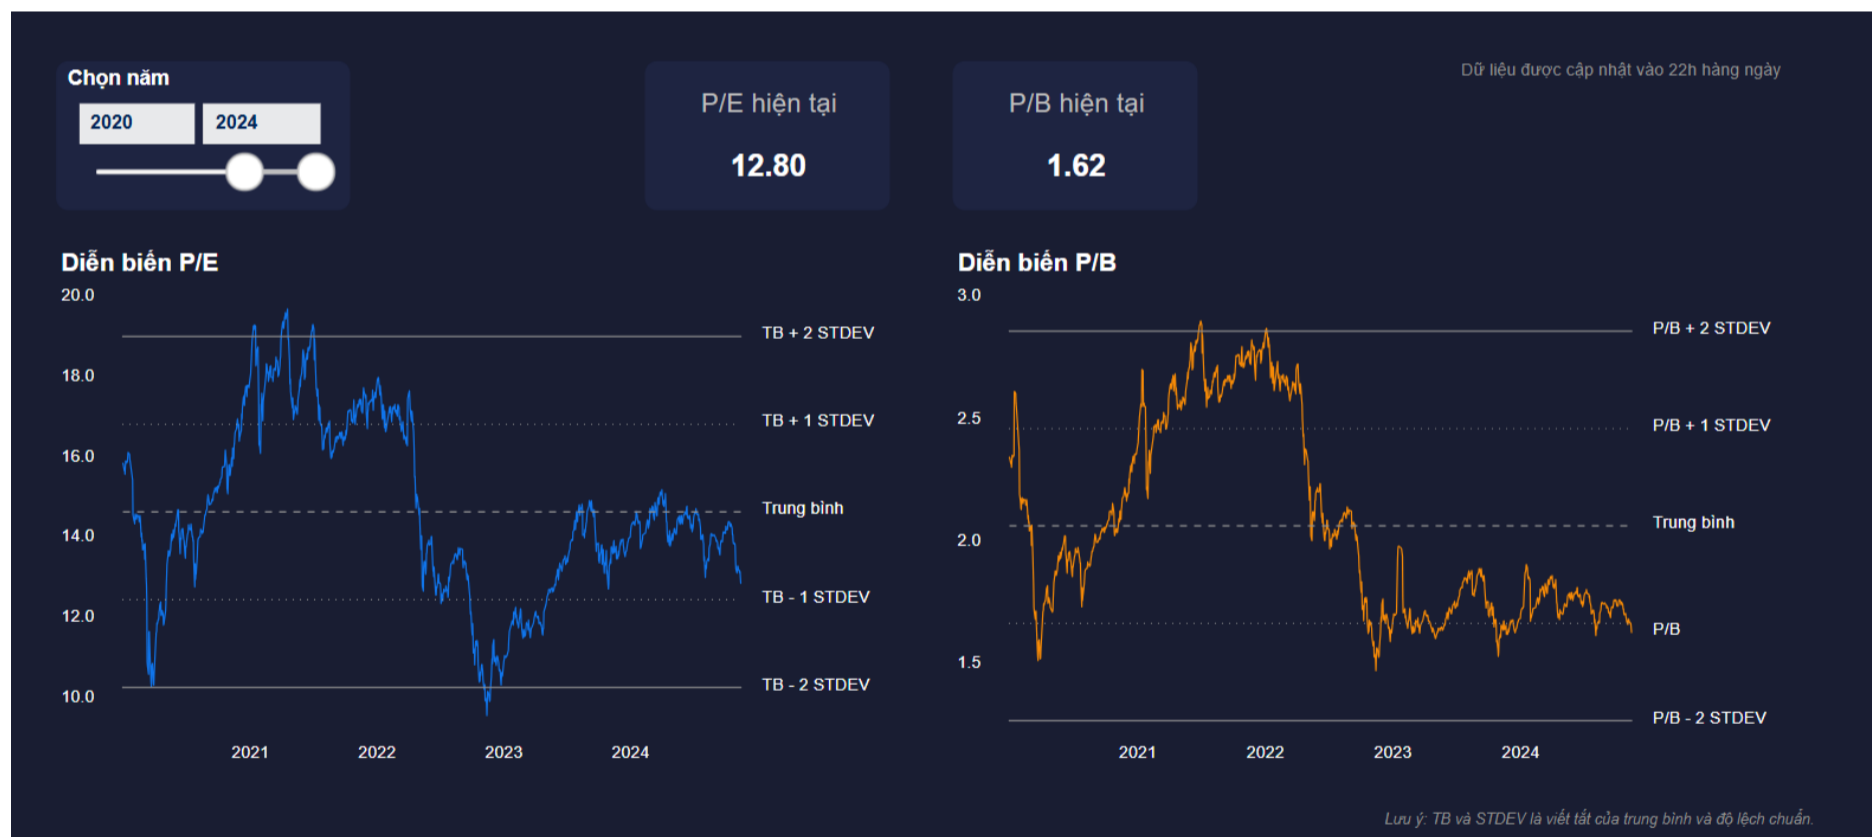 Chọn năm
2020 2024
P/E hiện tại
12.80
P/B hiện tại
1.62
Dữ liệu được cập nhật vào 22h hàng ngày
Diễn biến P/E
20.0
18.0
16.0
14.0
12.0
10.0
TB + 2 STDEV
TB + 1 STDEV
Trung bình
TB - 1 STDEV
TB - 2 STDEV
2021 2022 2023 2024
Diễn biến P/B
3.0
2.5
2.0
1.5
P/B + 2 STDEV
P/B + 1 STDEV
Trung bình
P/B
P/B - 2 STDEV
2021 2022 2023 2024
Lưu ý: TB và STDEV là viết tắt của trung bình và độ lệch chuẩn.